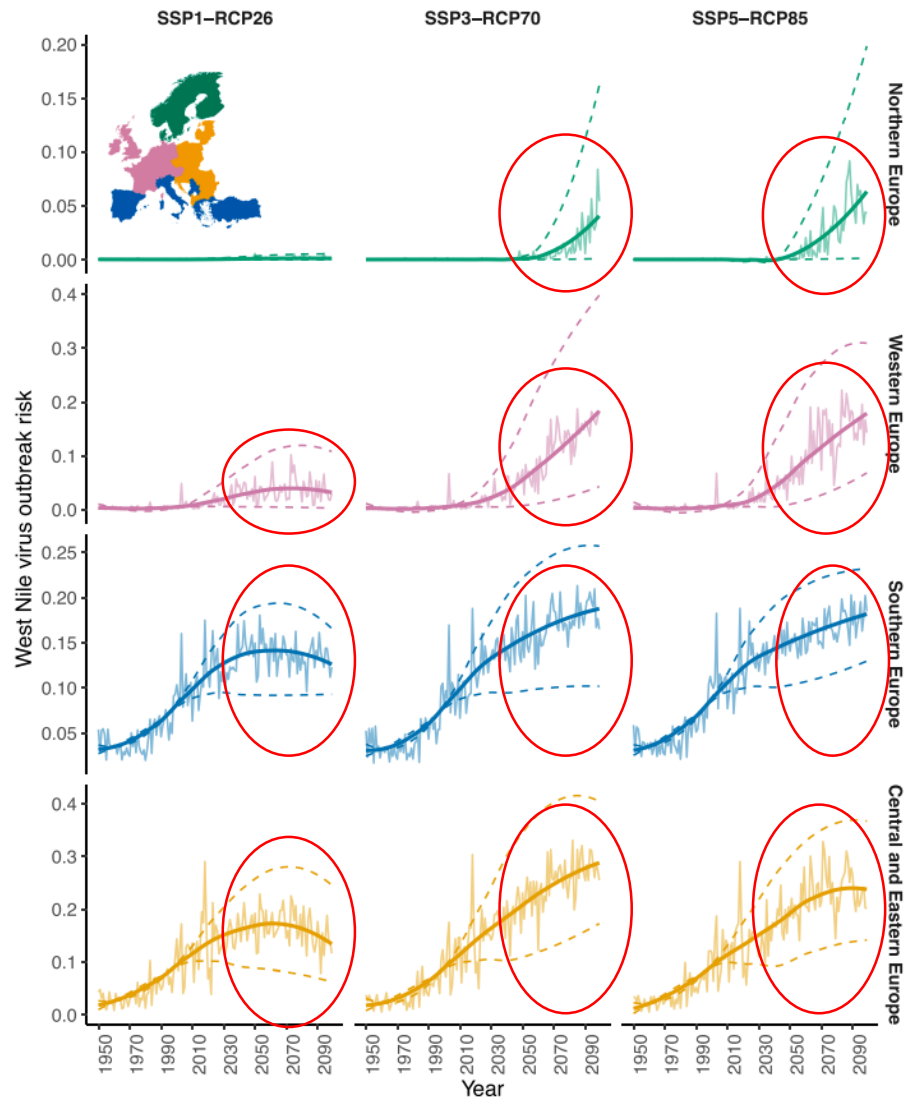 SSP1–RCP26
SSP3–RCP70
SSP5–RCP85
0.20
0.15
0.10
0.05
0.00
Northern Europe
0.4
0.3
0.2
0.1
0.0
Western Europe
West Nile virus outbreak risk
0.25
0.20
0.15
0.10
0.05
Southern Europe
0.4
0.3
0.2
0.1
0.0
Central and Eastern Europe
1950 1970 1990 2010 2030 2050 2070 2090
1950 1970 1990 2010 2030 2050 2070 2090
1950 1970 1990 2010 2030 2050 2070 2090
Year